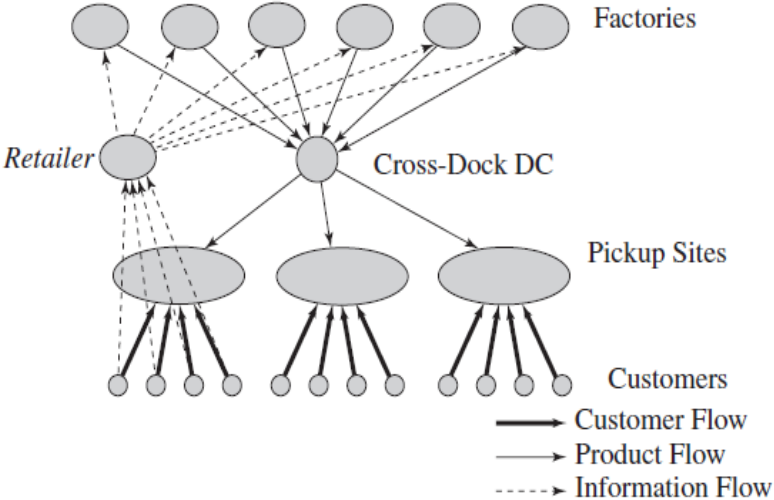 Factories
Retailer
Cross-Dock DC
Pickup Sites
Customers
Customer Flow
Product Flow
Information Flow